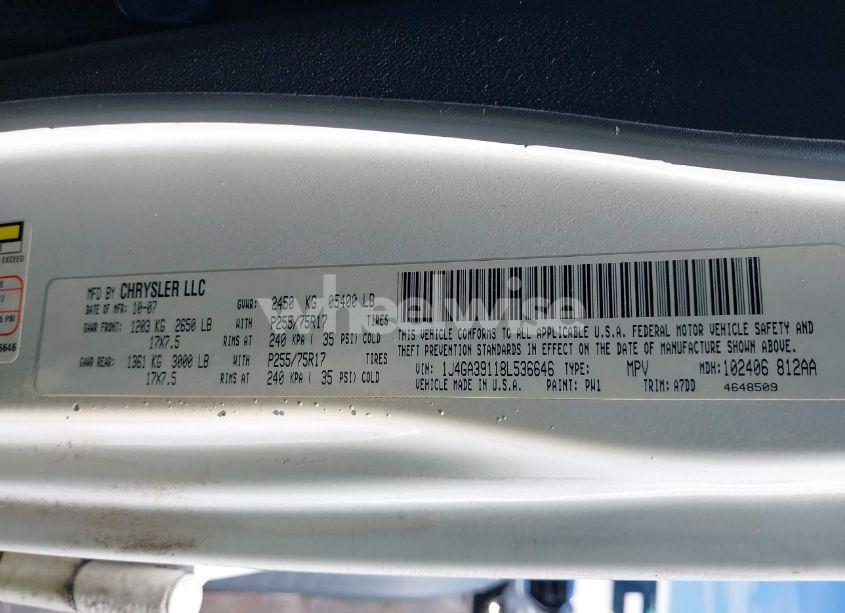 EXCEED
6646
MFD BY CHRYSLER LLC
DATE OF MFR: 10-07
GVWR: 2450 KG 05400 LB
GAWR FRONT: 1203 KG 2650 LB WITH P255/75R17 TIRES
17X7.5 RIMS AT 240 KPA ( 35 PSI) COLD
GAWR REAR: 1361 KG 3000 LB WITH P255/75R17 TIRES
17X7.5 RIMS AT 240 KPA ( 35 PSI) COLD
THIS VEHICLE CONFORMS TO ALL APPLICABLE U.S.A. FEDERAL MOTOR VEHICLE SAFETY AND
THEFT PREVENTION STANDARDS IN EFFECT ON THE DATE OF MANUFACTURE SHOWN ABOVE.
VIN: 1J4GA39118L536646 TYPE: MPV MDH: 102406 812AA
VEHICLE MADE IN U.S.A. PAINT: PW1 TRIM: A7DD 4648509
wheelwise